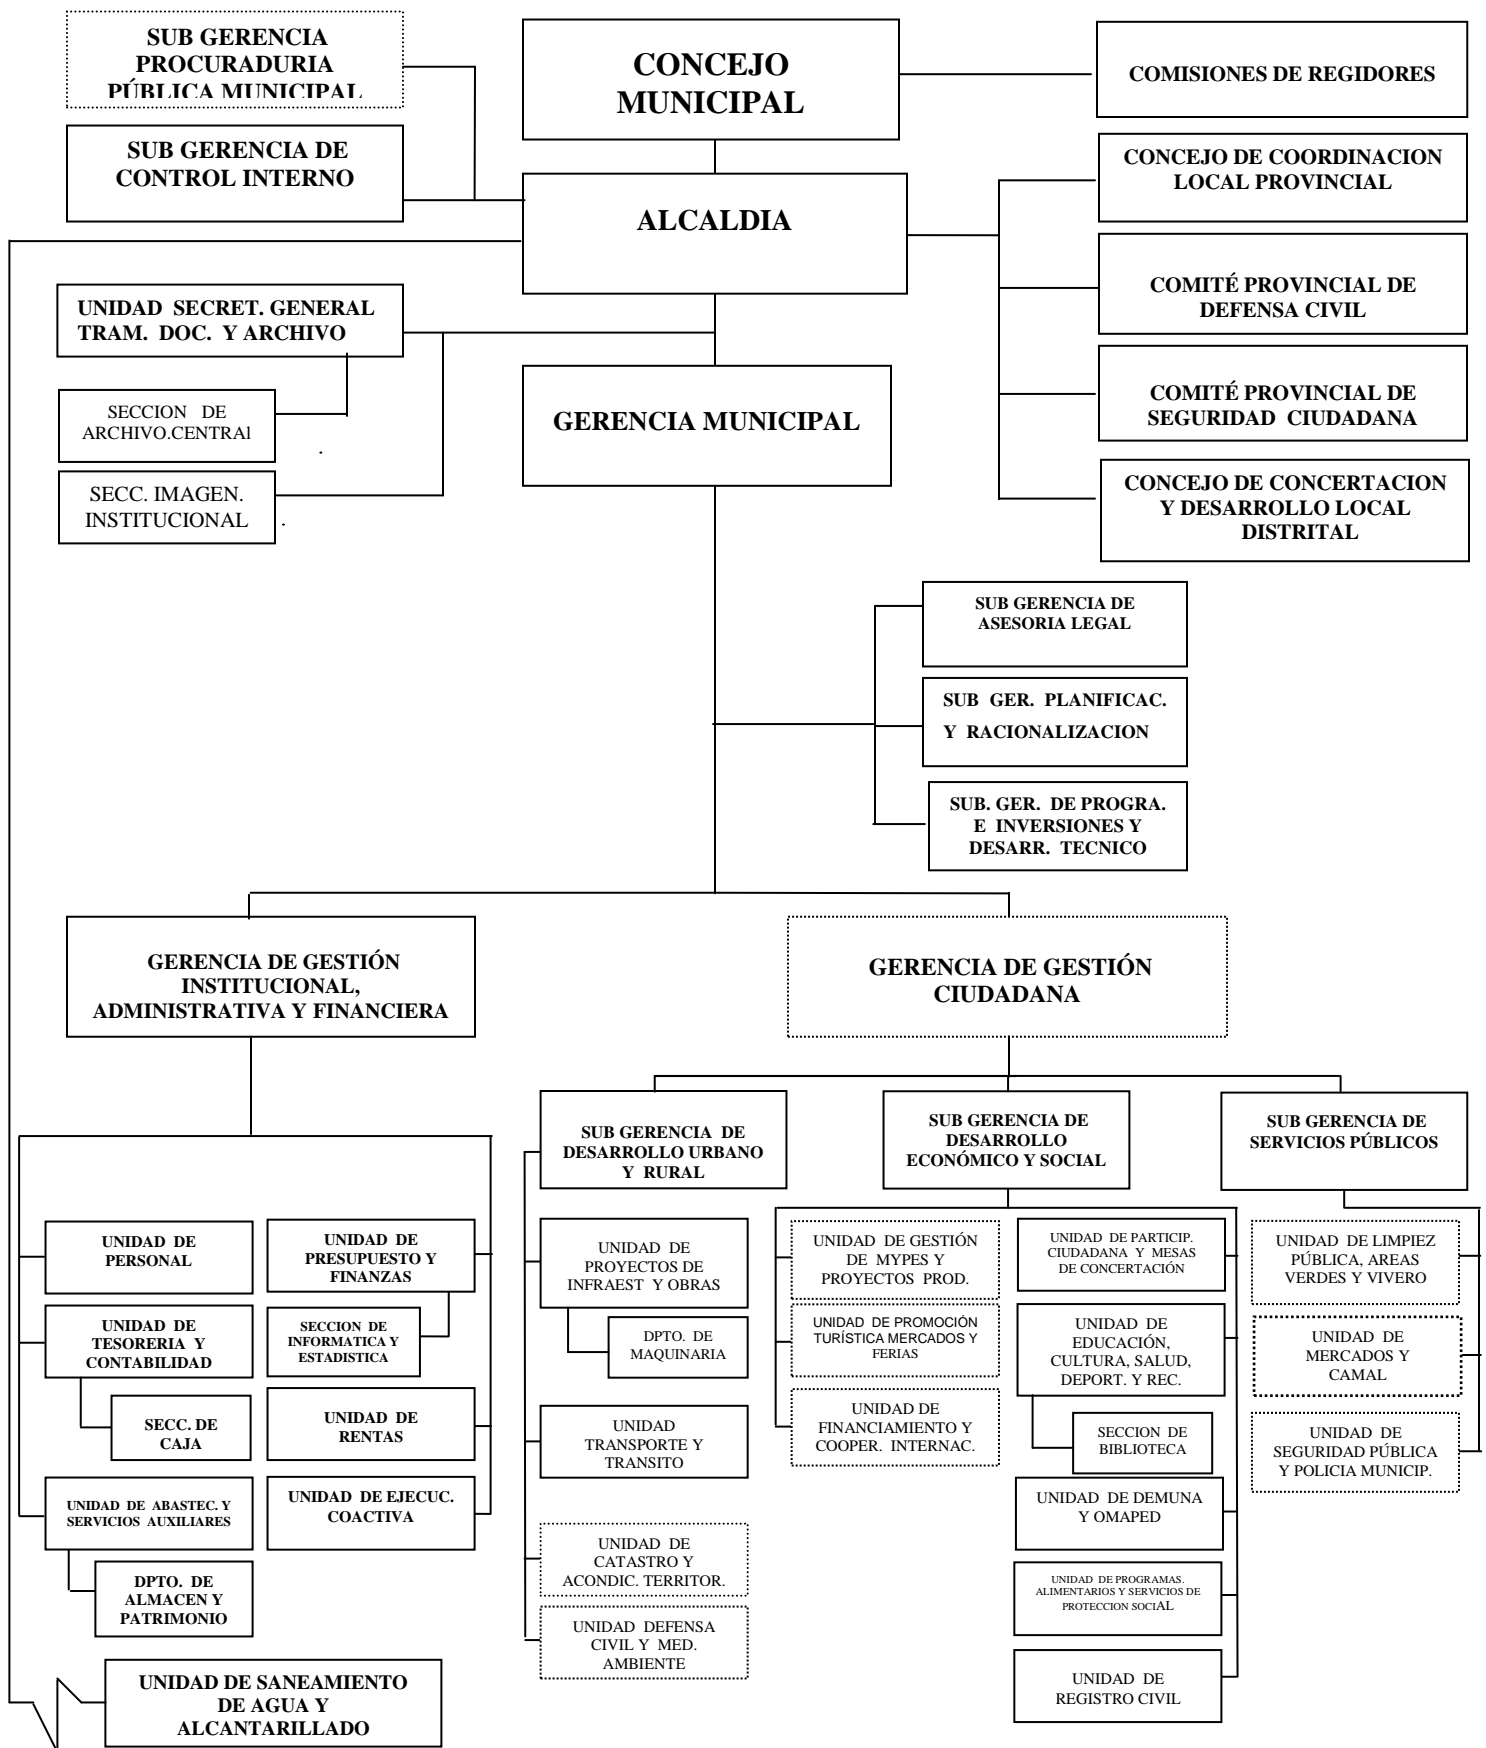 SUB GERENCIA
PROCURADURIA
PÚBLICA MUNICIPAL
CONCEJO
MUNICIPAL
COMISIONES DE REGIDORES
SUB GERENCIA DE
CONTROL INTERNO
CONCEJO DE COORDINACION
LOCAL PROVINCIAL
ALCALDIA
COMITÉ PROVINCIAL DE
DEFENSA CIVIL
UNIDAD SECRET. GENERAL
TRAM. DOC. Y ARCHIVO
COMITÉ PROVINCIAL DE
SEGURIDAD CIUDADANA
SECCION DE
ARCHIVO.CENTRAl
.
GERENCIA MUNICIPAL
SECC. IMAGEN.
INSTITUCIONAL
.
CONCEJO DE CONCERTACION
Y DESARROLLO LOCAL
DISTRITAL
SUB GERENCIA DE
ASESORIA LEGAL
SUB GER. PLANIFICAC.
Y RACIONALIZACION
SUB. GER. DE PROGRA.
E INVERSIONES Y
DESARR. TECNICO
GERENCIA DE GESTIÓN
INSTITUCIONAL,
ADMINISTRATIVA Y FINANCIERA
GERENCIA DE GESTIÓN
CIUDADANA
SUB GERENCIA DE
DESARROLLO URBANO
Y RURAL
SUB GERENCIA DE
DESARROLLO
ECONÓMICO Y SOCIAL
SUB GERENCIA DE
SERVICIOS PÚBLICOS
UNIDAD DE
PERSONAL
UNIDAD DE
PRESUPUESTO Y
FINANZAS
UNIDAD DE
TESORERIA Y
CONTABILIDAD
SECCION DE
INFORMATICA Y
ESTADISTICA
SECC. DE
CAJA
UNIDAD DE
RENTAS
UNIDAD DE ABASTEC. Y
SERVICIOS AUXILIARES
UNIDAD DE EJECUC.
COACTIVA
DPTO. DE
ALMACEN Y
PATRIMONIO
UNIDAD DE
PROYECTOS DE
INFRAEST Y OBRAS
DPTO. DE
MAQUINARIA
UNIDAD
TRANSPORTE Y
TRANSITO
UNIDAD DE
CATASTRO Y
ACONDIC. TERRITOR.
UNIDAD DEFENSA
CIVIL Y MED.
AMBIENTE
UNIDAD DE GESTIÓN
DE MYPES Y
PROYECTOS PROD.
UNIDAD DE PROMOCIÓN
TURÍSTICA MERCADOS Y
FERIAS
UNIDAD DE
FINANCIAMIENTO Y
COOPER. INTERNAC.
UNIDAD DE PARTICIP.
CIUDADANA Y MESAS
DE CONCERTACIÓN
UNIDAD DE
EDUCACIÓN,
CULTURA, SALUD,
DEPORT. Y REC.
SECCION DE
BIBLIOTECA
UNIDAD DE DEMUNA
Y OMAPED
UNIDAD DE PROGRAMAS.
ALIMENTARIOS Y SERVICIOS DE
PROTECCION SOCIAL
UNIDAD DE
REGISTRO CIVIL
UNIDAD DE LIMPIEZ
PÚBLICA, AREAS
VERDES Y VIVERO
UNIDAD DE
MERCADOS Y
CAMAL
UNIDAD DE
SEGURIDAD PÚBLICA
Y POLICIA MUNICIP.
UNIDAD DE SANEAMIENTO
DE AGUA Y
ALCANTARILLADO